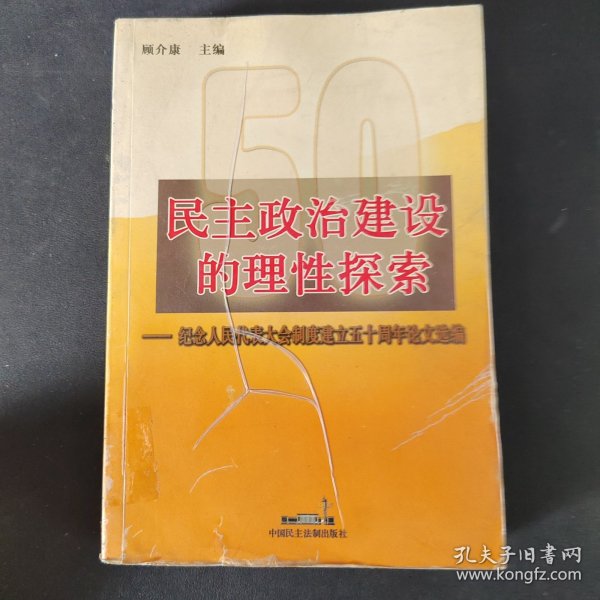 顾介康 主编
50
民主政治建设
的理性探索
——纪念人民代表大会制度建立五十周年论文选编
中国民主法制出版社
孔夫子旧书网
www.kongfz.com